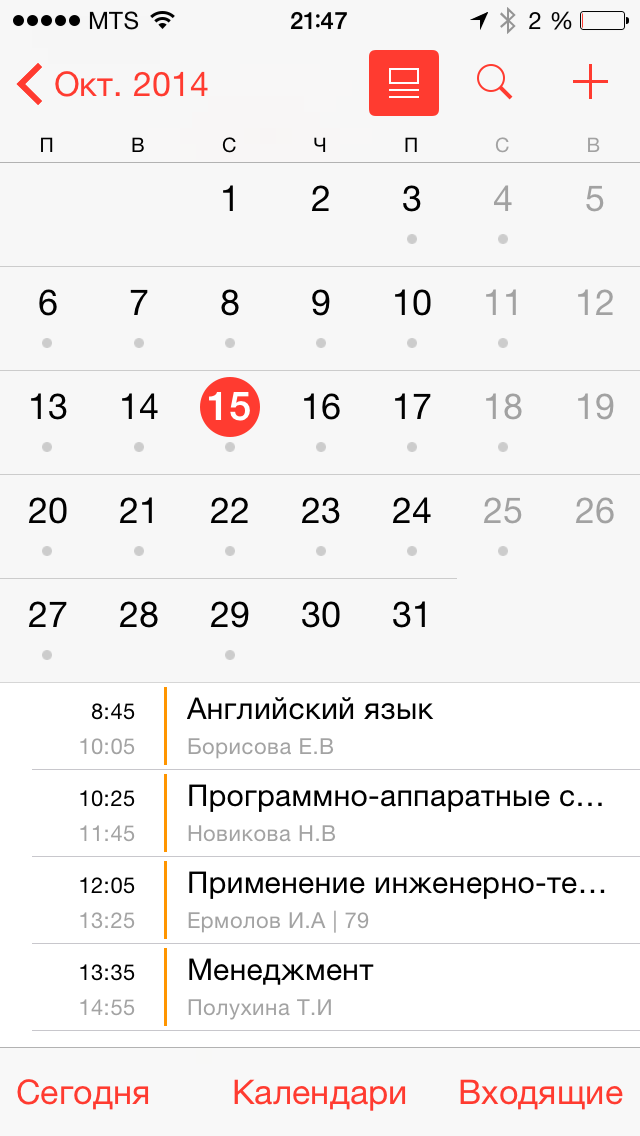 MTS 21:47 2 %
Окт. 2014
П В С Ч П С В
1 2 3 4 5
6 7 8 9 10 11 12
13 14 15 16 17 18 19
20 21 22 23 24 25 26
27 28 29 30 31
8:45 Английский язык
10:05 Борисова Е.В
10:25 Программно-аппаратные с...
11:45 Новикова Н.В
12:05 Применение инженерно-те...
13:25 Ермолов И.А | 79
13:35 Менеджмент
14:55 Полухина Т.И
Сегодня Календари Входящие